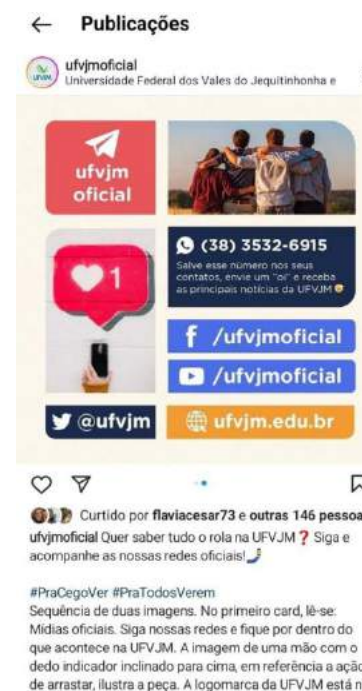 Publicações
ufvjmoficial
Universidade Federal dos Vales do Jequitinhonha e
ufvjm
oficial
(38) 3532-6915
Salve esse número nos seus
contatos, envie um "oi" e receba
as principais notícias da UFVJM
1
/ufvjmoficial
/ufvjmoficial
@ufvjm
ufvjm.edu.br
Curtido por flaviacesar73 e outras 146 pessoa
ufvjmoficial Quer saber tudo o rola na UFVJM❓ Siga e
acompanhe as nossas redes oficiais!🤳
#PraCegoVer #PraTodosVerem
Sequência de duas imagens. No primeiro card, lê-se:
Mídias oficiais. Siga nossas redes e fique por dentro do
que acontece na UFVJM. A imagem de uma mão com o
dedo indicador inclinado para cima, em referência a ação
de arrastar, ilustra a peça. A logomarca da UFVJM está n